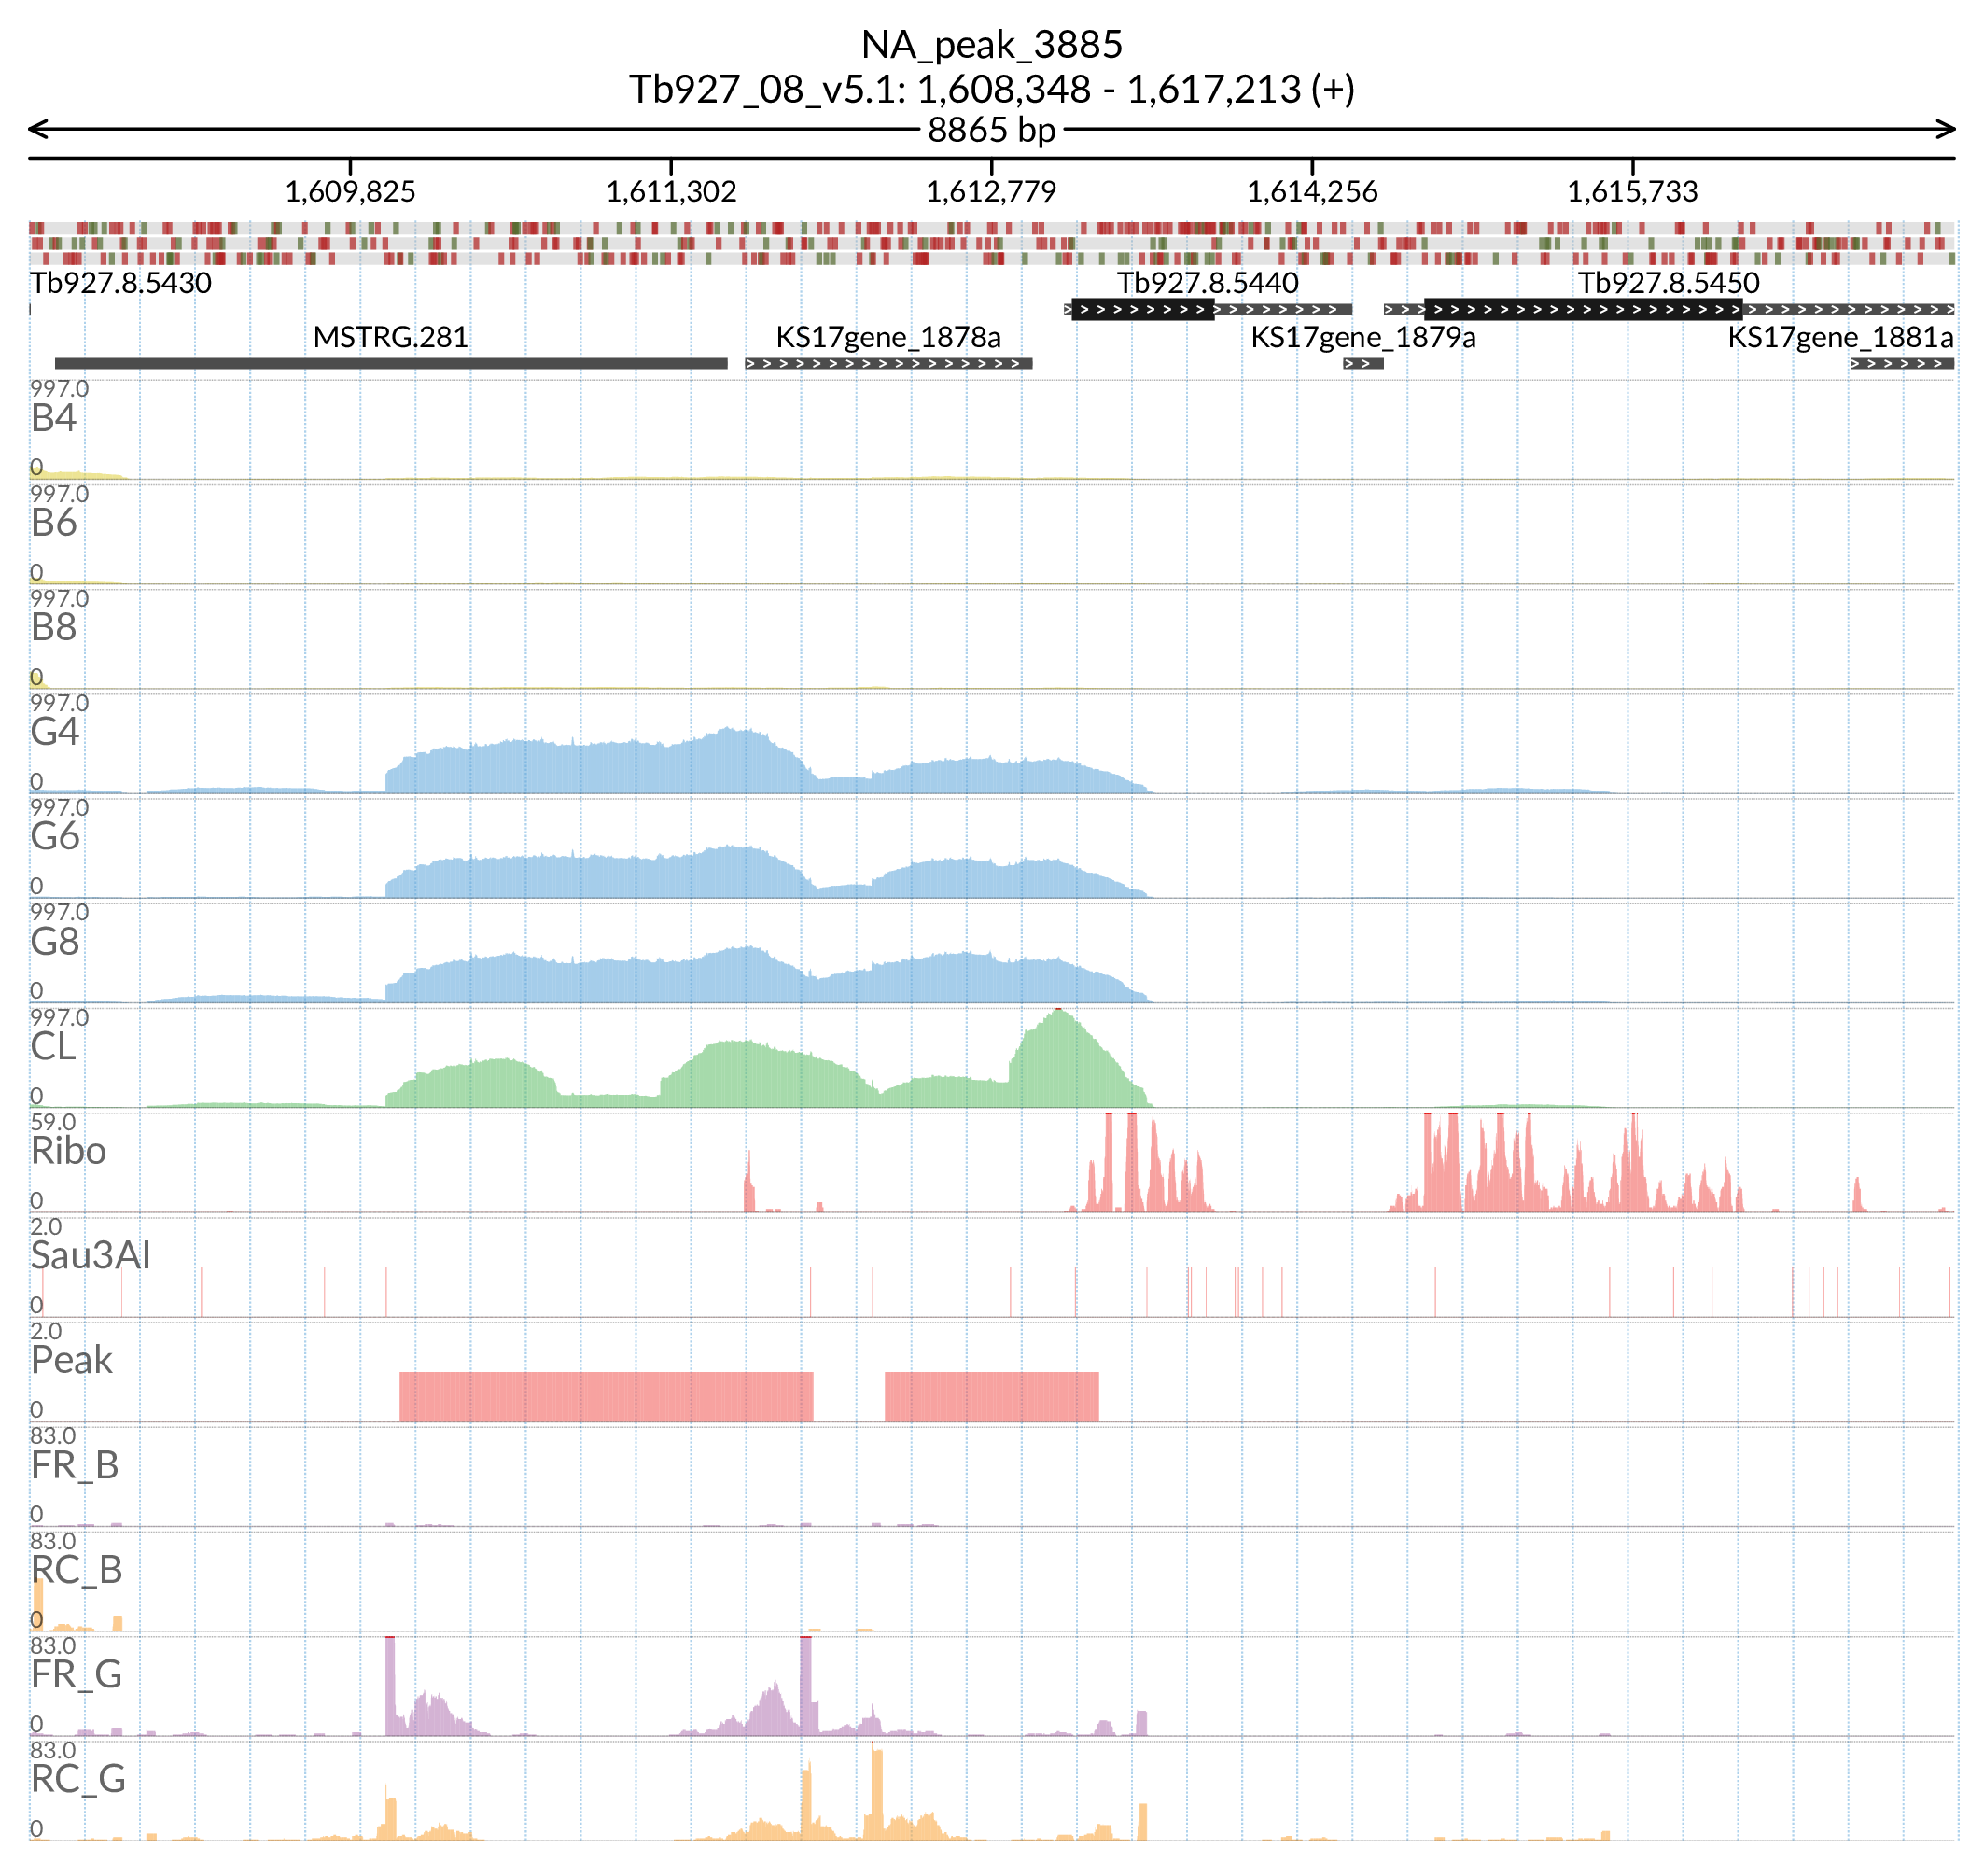 NA_peak_3885
Tb927_08_v5.1: 1,608,348 - 1,617,213 (+)
8865 bp
1,609,825 1,611,302 1,612,779 1,614,256 1,615,733
Tb927.8.5430 Tb927.8.5440 Tb927.8.5450
MSTRG.281 KS17gene_1878a KS17gene_1879a KS17gene_1881a
997.0
B4
0
997.0
B6
0
997.0
B8
0
997.0
G4
0
997.0
G6
0
997.0
G8
0
997.0
CL
0
59.0
Ribo
0
2.0
Sau3AI
0
2.0
Peak
0
83.0
FR_B
0
83.0
RC_B
0
83.0
FR_G
0
83.0
RC_G
0